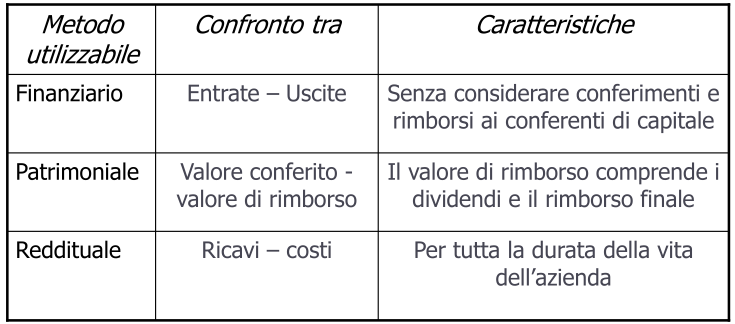 Metodo
utilizzabile
Confronto tra
Caratteristiche
Finanziario
Entrate – Uscite
Senza considerare conferimenti e
rimborsi ai conferenti di capitale
Patrimoniale
Valore conferito -
valore di rimborso
Il valore di rimborso comprende i
dividendi e il rimborso finale
Reddituale
Ricavi – costi
Per tutta la durata della vita
dell’azienda